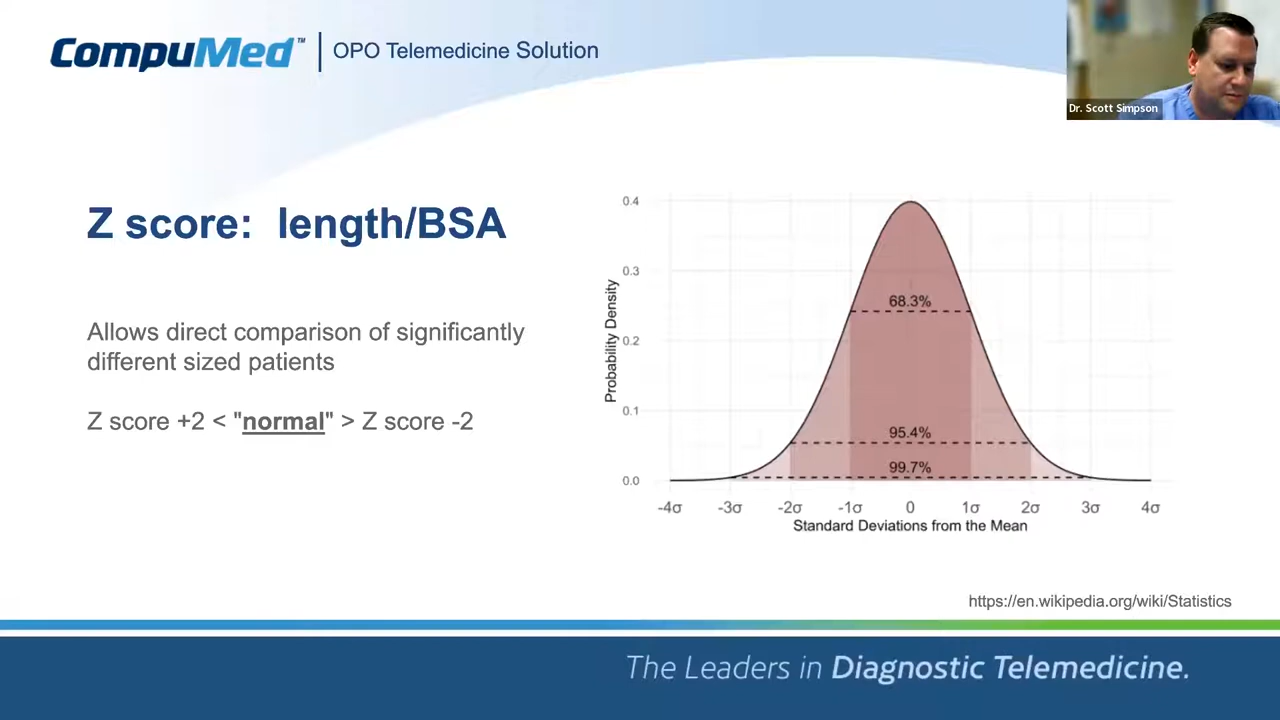 CompuMed™ | OPO Telemedicine Solution
Dr. Scott Simpson
Z score: length/BSA
Allows direct comparison of significantly
different sized patients
Z score +2 < "normal" > Z score -2
0.4
0.3
0.2
0.1
0.0
Probability Density
68.3%
95.4%
99.7%
-4σ -3σ -2σ -1σ 0 1σ 2σ 3σ 4σ
Standard Deviations from the Mean
https://en.wikipedia.org/wiki/Statistics
The Leaders in Diagnostic Telemedicine.